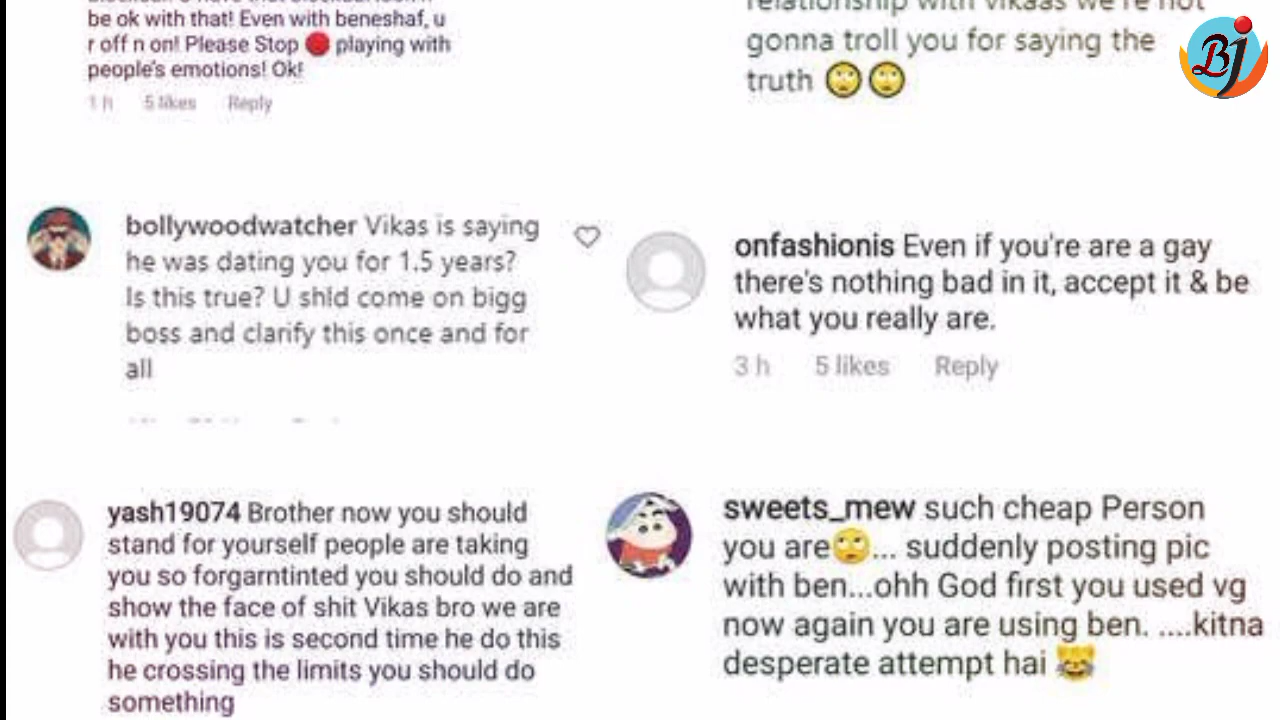 be ok with that! Even with beneshaf, u
r off n on! Please Stop 🔴 playing with
people's emotions! Ok!
1 h 5 likes Reply
relationship with vikaas we're not
gonna troll you for saying the
truth 🙄🙄
BJ
bollywoodwatcher Vikas is saying
he was dating you for 1.5 years?
Is this true? U shld come on bigg
boss and clarify this once and for
all
onfashionis Even if you're are a gay
there's nothing bad in it, accept it & be
what you really are.
3 h 5 likes Reply
yash19074 Brother now you should
stand for yourself people are taking
you so forgarntinted you should do and
show the face of shit Vikas bro we are
with you this is second time he do this
he crossing the limits you should do
something
sweets_mew such cheap Person
you are🙄... suddenly posting pic
with ben...ohh God first you used vg
now again you are using ben. ....kitna
desperate attempt hai 😹